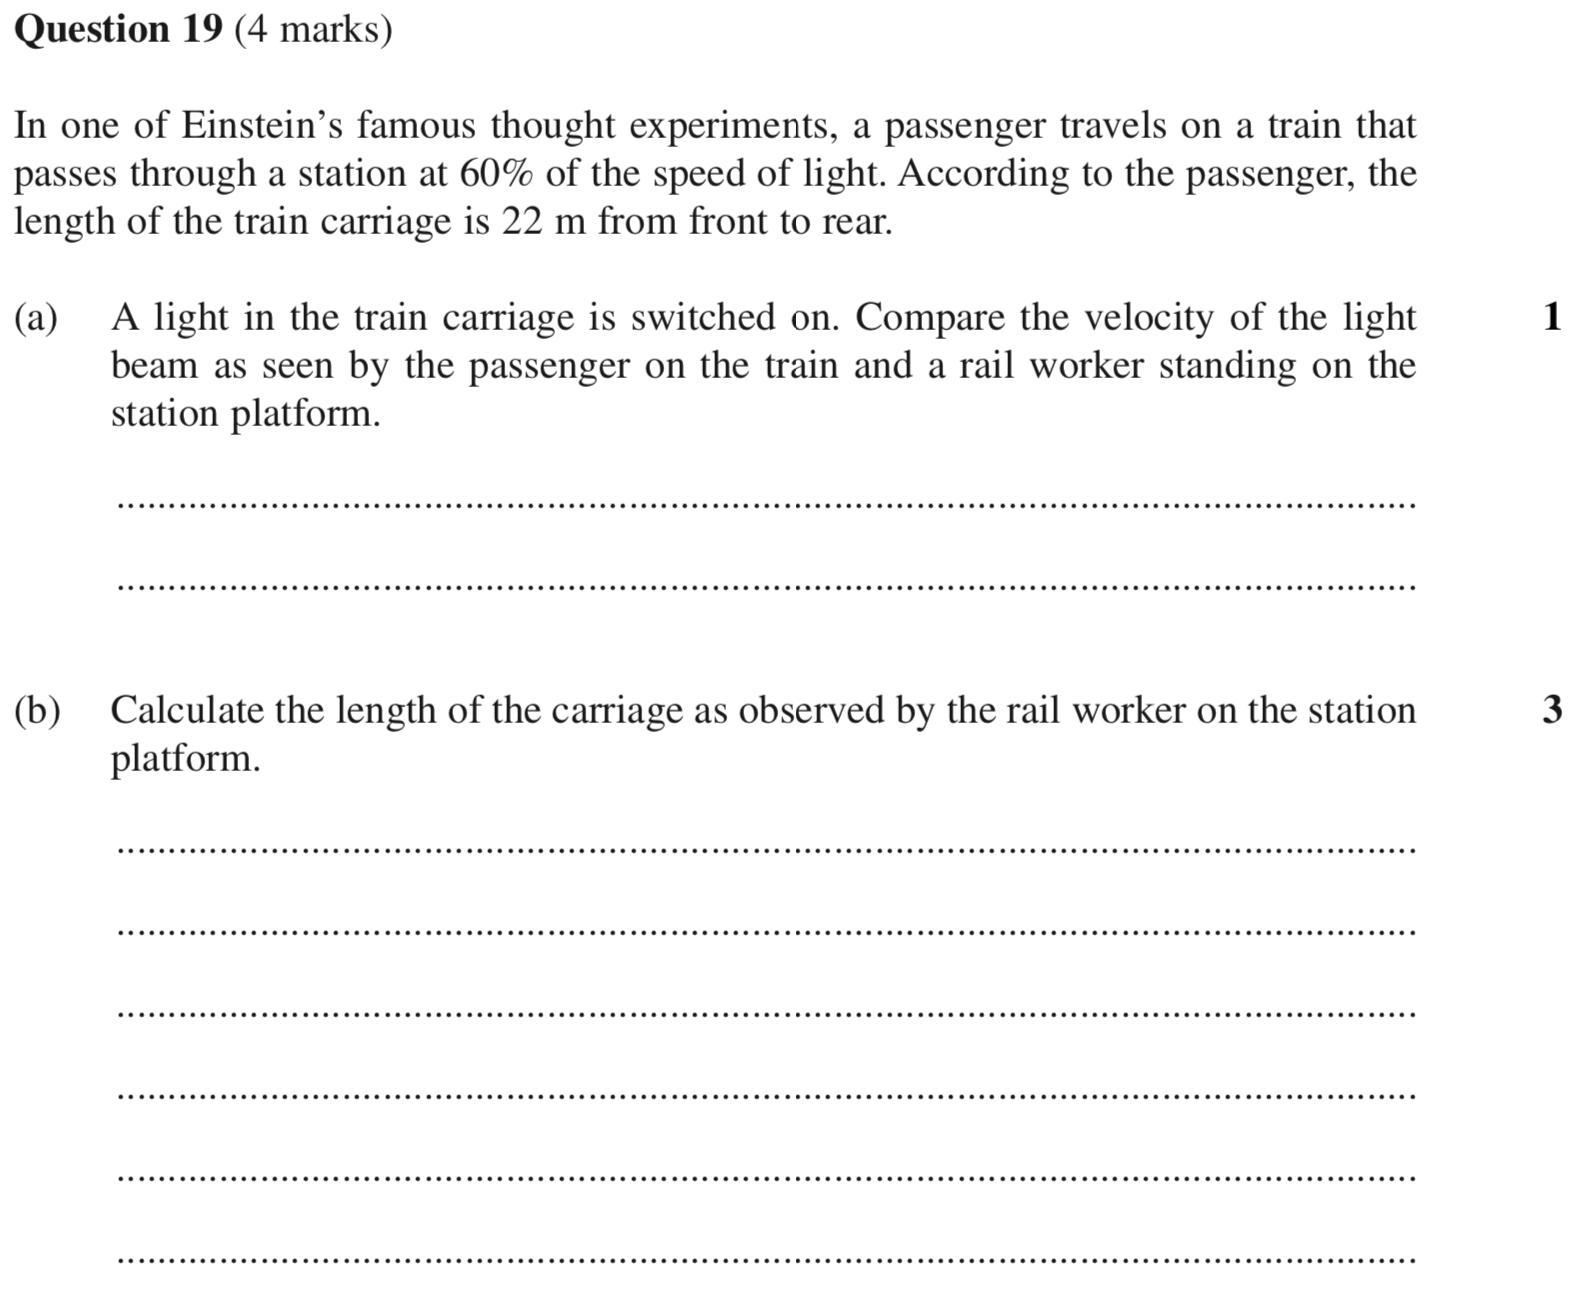 Question 19 (4 marks)
In one of Einstein’s famous thought experiments, a passenger travels on a train that
passes through a station at 60% of the speed of light. According to the passenger, the
length of the train carriage is 22 m from front to rear.
(a) A light in the train carriage is switched on. Compare the velocity of the light 1
beam as seen by the passenger on the train and a rail worker standing on the
station platform.
(b) Calculate the length of the carriage as observed by the rail worker on the station 3
platform.